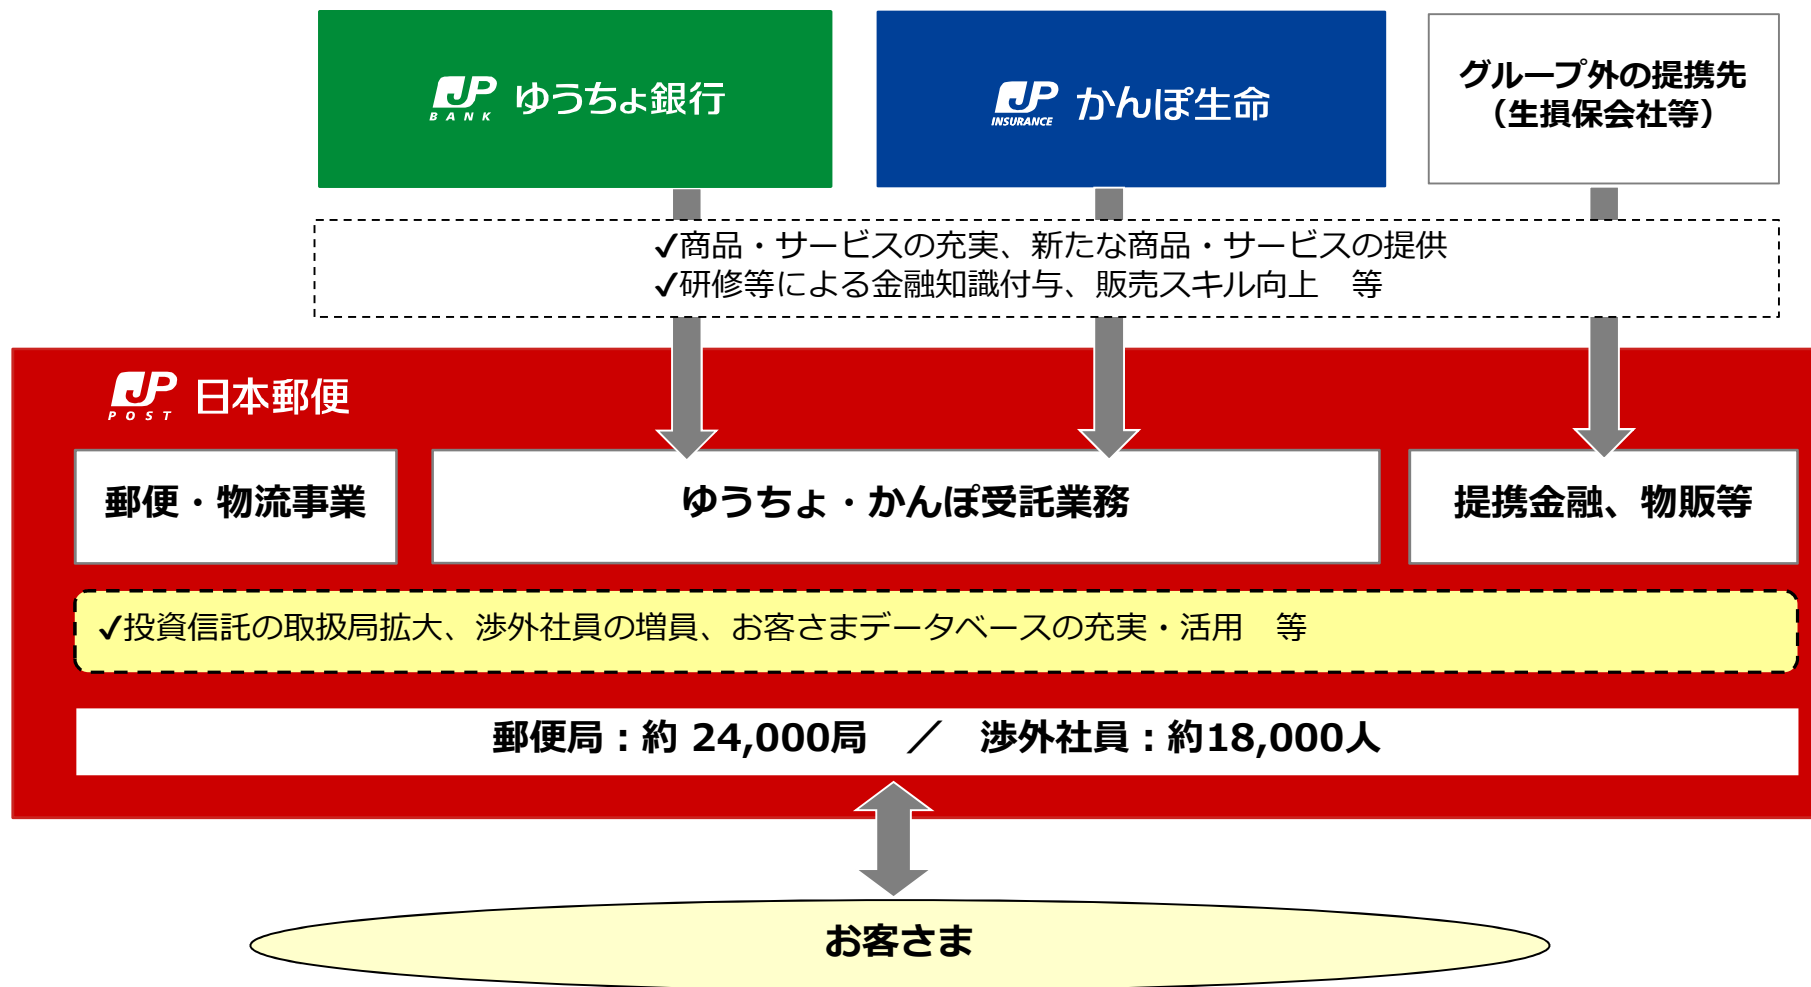 JP BANK ゆうちょ銀行
JP INSURANCE かんぽ生命
グループ外の提携先
（生損保会社等）
✓商品・サービスの充実、新たな商品・サービスの提供
✓研修等による金融知識付与、販売スキル向上　等
JP POST 日本郵便
郵便・物流事業
ゆうちょ・かんぽ受託業務
提携金融、物販等
✓投資信託の取扱局拡大、渉外社員の増員、お客さまデータベースの充実・活用　等
郵便局：約 24,000局　／　渉外社員：約18,000人
お客さま